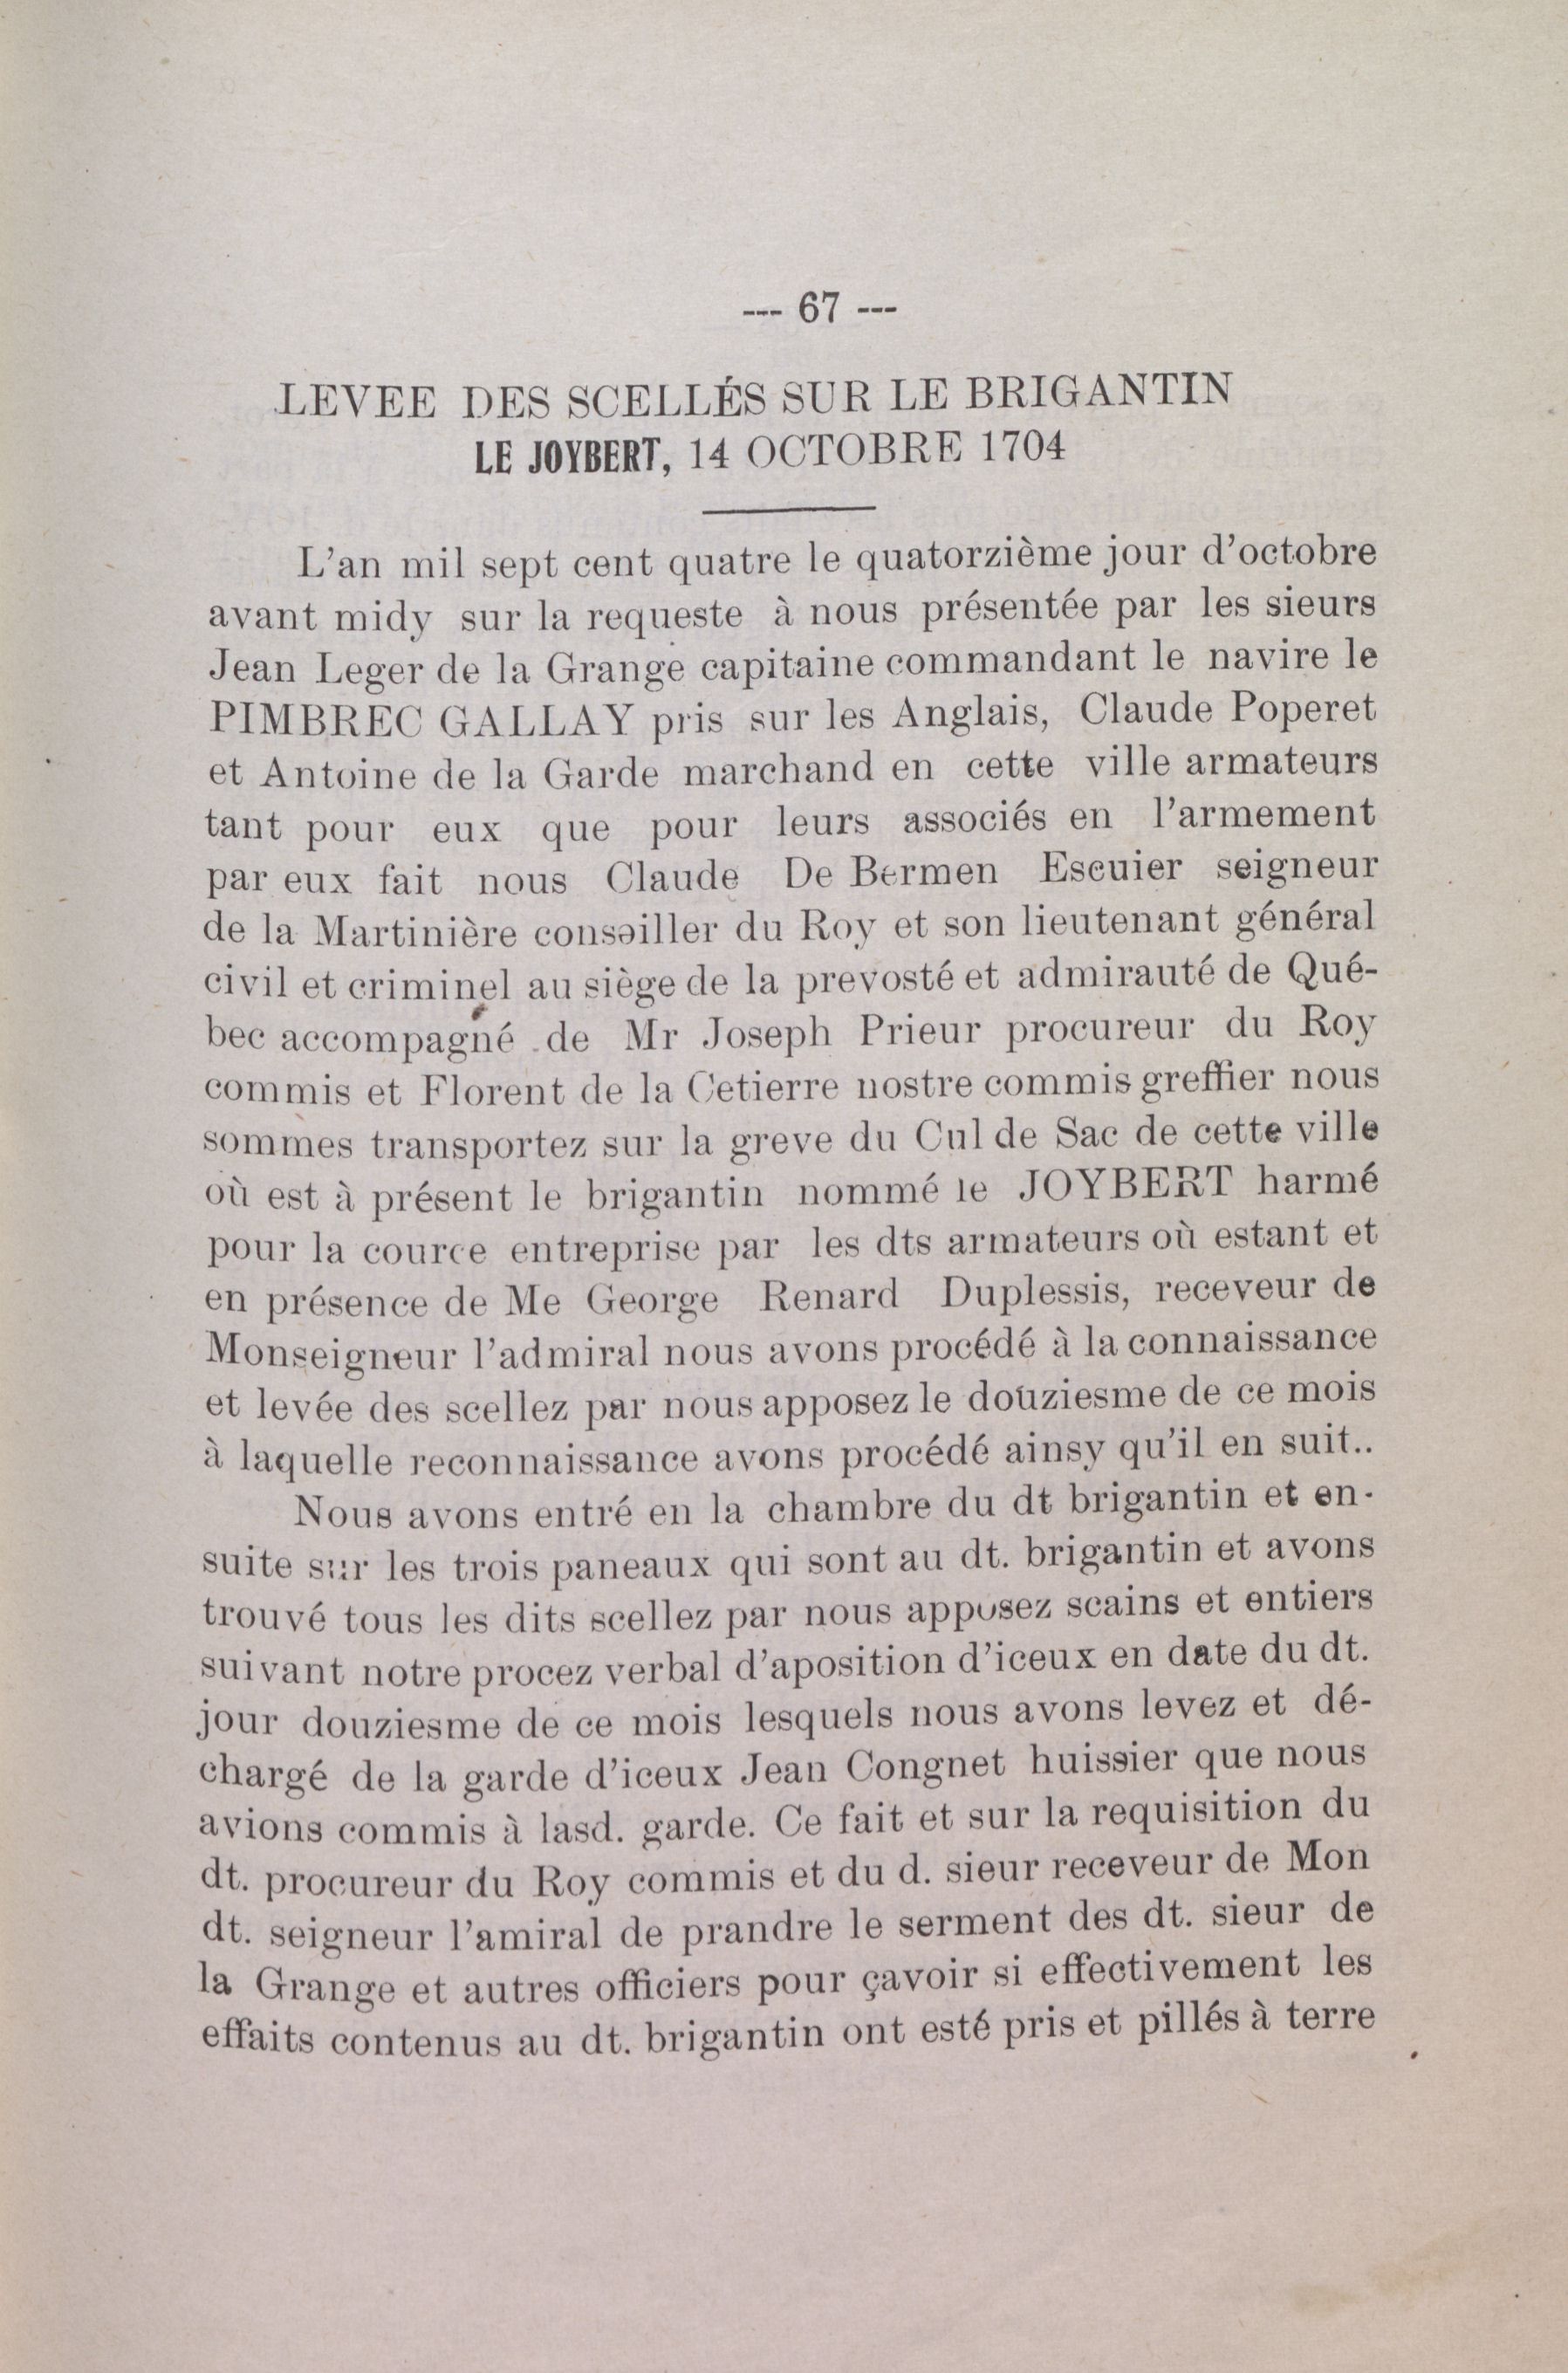 --- 67 ---
LEVEE DES SCELLÉS SUR LE BRIGANTIN
LE JOYBERT, 14 OCTOBRE 1704
L'an mil sept cent quatre le quatorzième jour d'octobre
avant midy sur la requeste à nous présentée par les sieurs
Jean Leger de la Grange capitaine commandant le navire le
PIMBREC GALLAY pris sur les Anglais, Claude Poperet
et Antoine de la Garde marchand en cette ville armateurs
tant pour eux que pour leurs associés en l'armement
par eux fait nous Claude De Bermen Escuier seigneur
de la Martinière conseiller du Roy et son lieutenant général
civil et criminel au siège de la prevosté et admirauté de Qué-
bec accompagné de Mr Joseph Prieur procureur du Roy
commis et Florent de la Cetierre nostre commis greffier nous
sommes transportez sur la greve du Cul de Sac de cette ville
où est à présent le brigantin nommé le JOYBERT harmé
pour la cource entreprise par les dts armateurs où estant et
en présence de Me George Renard Duplessis, receveur de
Monseigneur l'admiral nous avons procédé à la connaissance
et levée des scellez par nous apposez le douziesme de ce mois
à laquelle reconnaissance avons procédé ainsy qu'il en suit..
Nous avons entré en la chambre du dt brigantin et en-
suite sur les trois paneaux qui sont au dt. brigantin et avons
trouvé tous les dits scellez par nous apposez scains et entiers
suivant notre procez verbal d'aposition d'iceux en date du dt.
jour douziesme de ce mois lesquels nous avons levez et dé-
chargé de la garde d'iceux Jean Congnet huissier que nous
avions commis à lasd. garde. Ce fait et sur la requisition du
dt. procureur du Roy commis et du d. sieur receveur de Mon
dt. seigneur l'amiral de prandre le serment des dt. sieur de
la Grange et autres officiers pour çavoir si effectivement les
effaits contenus au dt. brigantin ont esté pris et pillés à terre